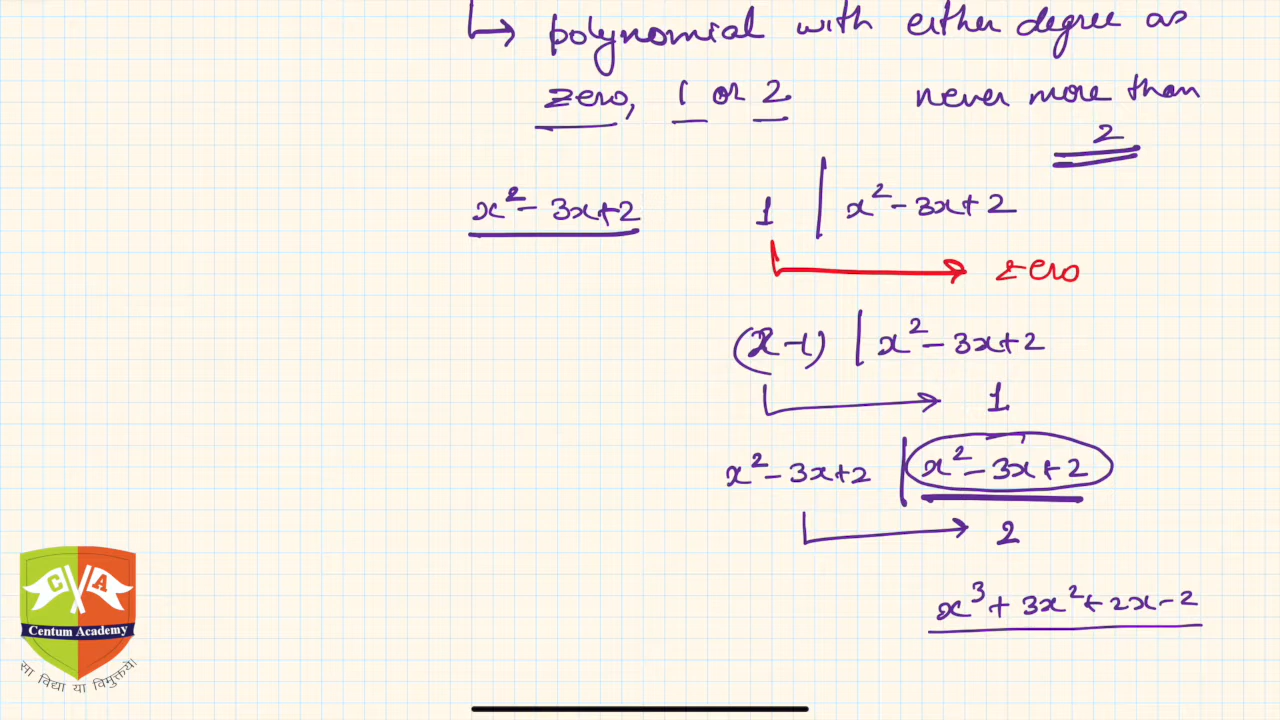 ↳ polynomial with either degree as
zero, 1 or 2 never more than
2
x² - 3x + 2 1 | x² - 3x + 2
zero
(x - 1) | x² - 3x + 2
1
x² - 3x + 2 | x² - 3x + 2
2
x³ + 3x² + 2x - 2
C A
Centum Academy
सा विद्या या विमुक्तये।